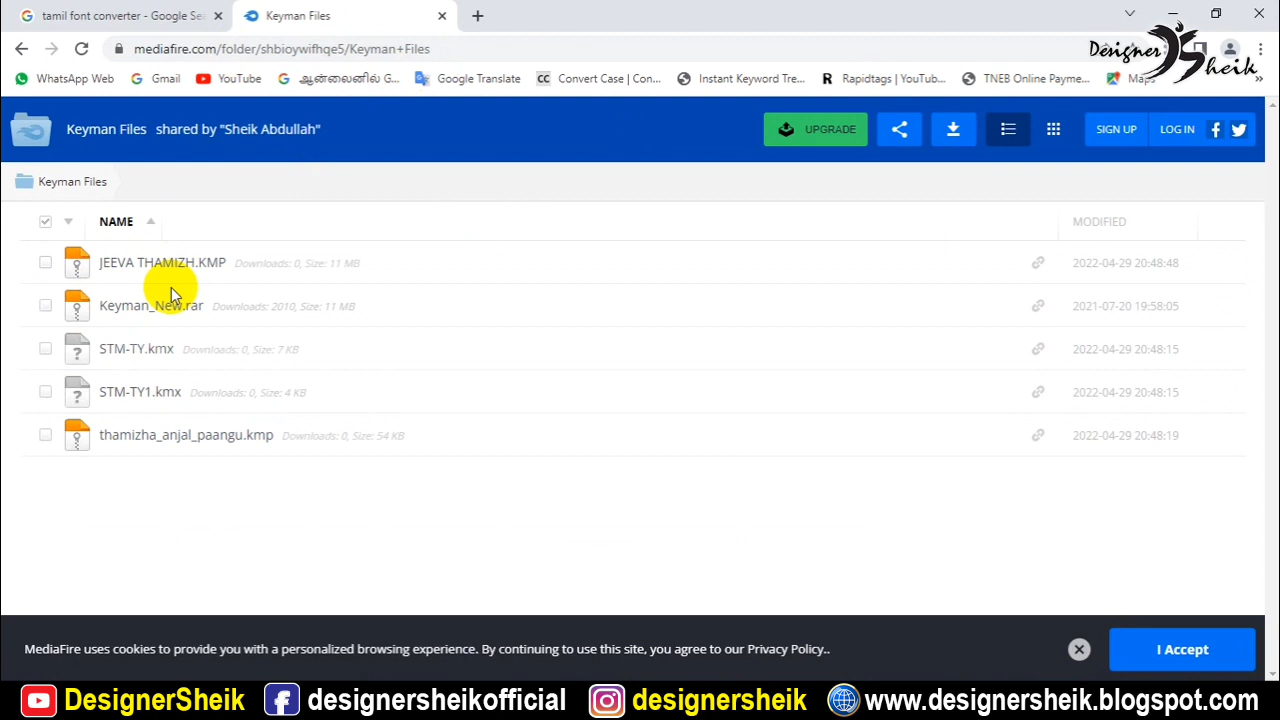 tamil font converter - Google Sea
Keyman Files
mediafire.com/folder/shbioywifhqe5/Keyman+Files
Designer Sheik
WhatsApp Web
Gmail
YouTube
ஆன்லைனில் G...
Google Translate
CC Convert Case | Con...
Instant Keyword Tre...
Rapidtags | YouTub...
TNEB Online Payme...
Maps
Keyman Files shared by "Sheik Abdullah"
UPGRADE
SIGN UP
LOG IN
Keyman Files
NAME
MODIFIED
JEEVA THAMIZH.KMP Downloads: 0, Size: 11 MB 2022-04-29 20:48:48
Keyman_New.rar Downloads: 2010, Size: 11 MB 2021-07-20 19:58:05
STM-TY.kmx Downloads: 0, Size: 7 KB 2022-04-29 20:48:15
STM-TY1.kmx Downloads: 0, Size: 4 KB 2022-04-29 20:48:15
thamizha_anjal_paangu.kmp Downloads: 0, Size: 54 KB 2022-04-29 20:48:19
MediaFire uses cookies to provide you with a personalized browsing experience. By continuing to use this site, you agree to our Privacy Policy..
I Accept
DesignerSheik designersheikofficial designersheik www.designersheik.blogspot.com